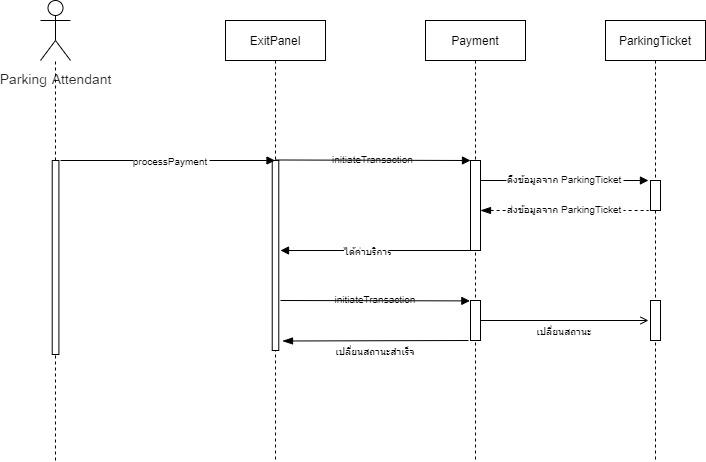 ExitPanel
Payment
ParkingTicket
Parking Attendant
processPayment
initiateTransaction
ดึงข้อมูลจาก ParkingTicket
ส่งข้อมูลจาก ParkingTicket
ได้ค่าบริการ
initiateTransaction
เปลี่ยนสถานะ
เปลี่ยนสถานะสำเร็จ